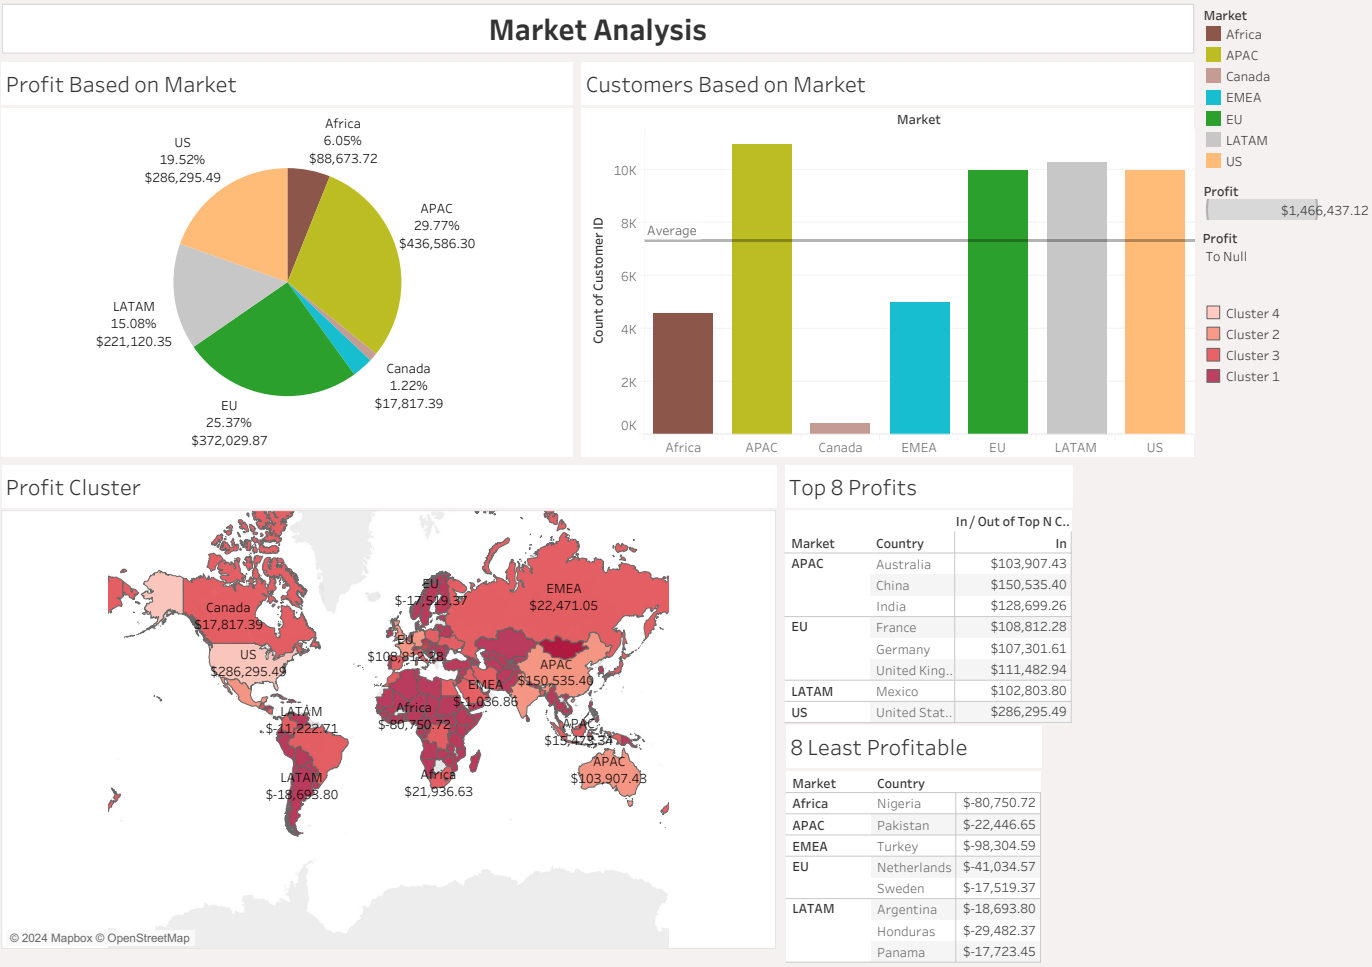 Market Analysis
Profit Based on Market
Africa
6.05%
$88,673.72
US
19.52%
$286,295.49
APAC
29.77%
$436,586.30
LATAM
15.08%
$221,120.35
Canada
1.22%
$17,817.39
EU
25.37%
$372,029.87
Customers Based on Market
Market
Count of Customer ID
10K
8K
6K
4K
2K
0K
Average
Africa
APAC
Canada
EMEA
EU
LATAM
US
Market
Africa
APAC
Canada
EMEA
EU
LATAM
US
Profit
$1,466,437.12
Profit
To Null
Cluster 4
Cluster 2
Cluster 3
Cluster 1
Profit Cluster
EU
$-17,519.37
EMEA
$22,471.05
Canada
$17,817.39
EU
$108,812.28
US
$286,295.49
APAC
$150,535.40
EMEA
$-1,036.86
Africa
$-80,750.72
LATAM
$-11,222.71
APAC
$15,473.34
APAC
$103,907.43
LATAM
$-18,693.80
Africa
$21,936.63
© 2024 Mapbox © OpenStreetMap
Top 8 Profits
In / Out of Top N C..
Market Country In
APAC Australia $103,907.43
China $150,535.40
India $128,699.26
EU France $108,812.28
Germany $107,301.61
United King.. $111,482.94
LATAM Mexico $102,803.80
US United Stat.. $286,295.49
8 Least Profitable
Market Country
Africa Nigeria $-80,750.72
APAC Pakistan $-22,446.65
EMEA Turkey $-98,304.59
EU Netherlands $-41,034.57
Sweden $-17,519.37
LATAM Argentina $-18,693.80
Honduras $-29,482.37
Panama $-17,723.45